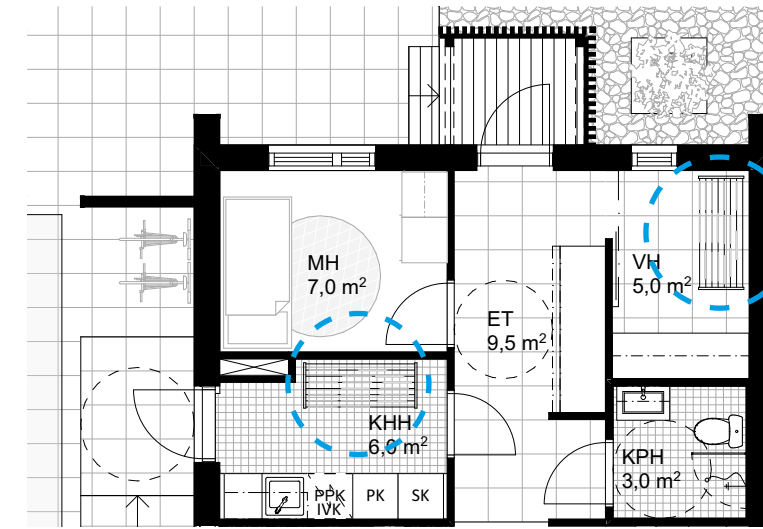 MH
7,0 m²
VH
5,0 m²
ET
9,5 m²
KHH
6,0 m²
KPH
3,0 m²
PPK
IVK
PK
SK